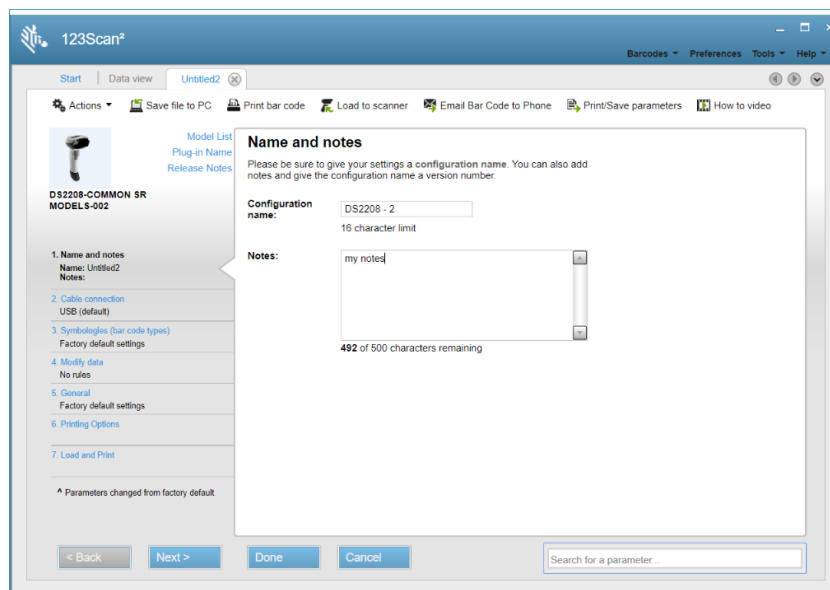 123Scan²
Barcodes Preferences Tools Help
Start Data view Untitled2
Actions Save file to PC Print bar code Load to scanner Email Bar Code to Phone Print/Save parameters How to video
Model List
Plug-in Name
Release Notes
DS2208-COMMON SR
MODELS-002
1. Name and notes
Name: Untitled2
Notes:
2. Cable connection
USB (default)
3. Symbologies (bar code types)
Factory default settings
4. Modify data
No rules
5. General
Factory default settings
6. Printing Options
7. Load and Print
^ Parameters changed from factory default
Name and notes
Please be sure to give your settings a configuration name. You can also add
notes and give the configuration name a version number.
Configuration
name:
DS2208 - 2
16 character limit
Notes:
my notes
492 of 500 characters remaining
< Back Next > Done Cancel
Search for a parameter...